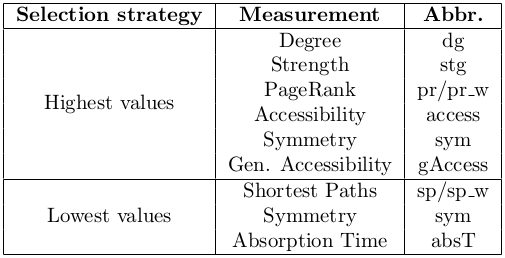 Selection strategy Measurement Abbr.
Highest values
Degree dg
Strength stg
PageRank pr/pr_w
Accessibility access
Symmetry sym
Gen. Accessibility gAccess
Lowest values
Shortest Paths sp/sp_w
Symmetry sym
Absorption Time absT